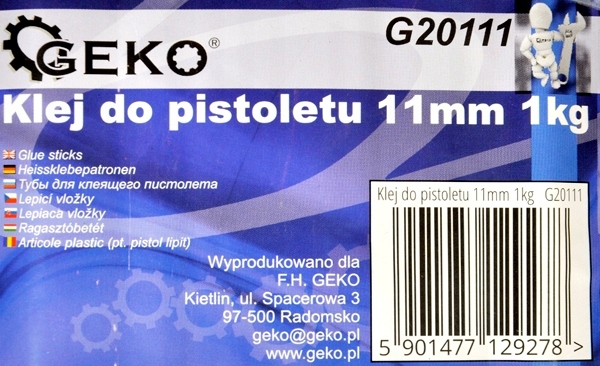 GEKO®
G20111
Klej do pistoletu 11mm 1kg
Glue sticks
Heissklebepatronen
Тубы для клеящего пистолета
Lepicí vložky
Lepiaca vložky
Ragasztóbetét
Articole plastic (pt. pistol lipit)
Wyprodukowano dla
F.H. GEKO
Kietlin, ul. Spacerowa 3
97-500 Radomsko
geko@geko.pl
www.geko.pl
Klej do pistoletu 11mm 1kg G20111
5 901477 129278 >